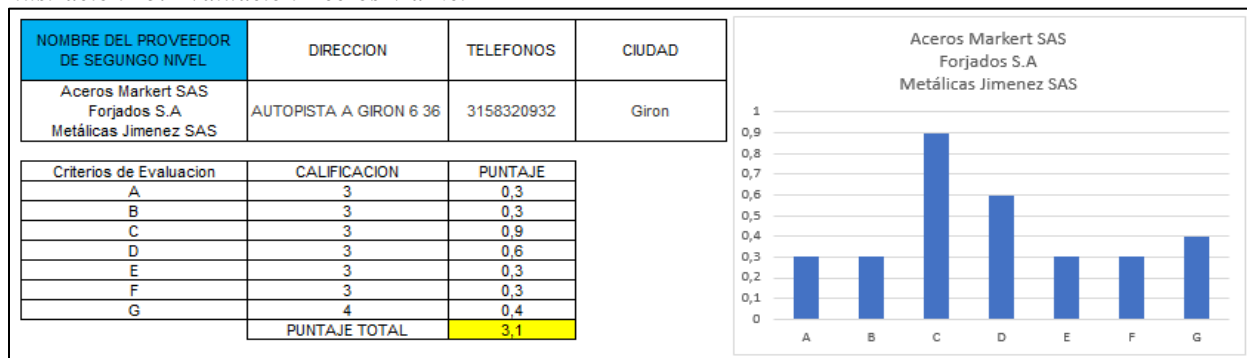 NOMBRE DEL PROVEEDOR
DE SEGUNGO NIVEL
DIRECCION
TELEFONOS
CIUDAD
Aceros Markert SAS
Forjados S.A
Metálicas Jimenez SAS
AUTOPISTA A GIRON 6 36
3158320932
Giron
Criterios de Evaluacion CALIFICACION PUNTAJE
A 3 0,3
B 3 0,3
C 3 0,9
D 3 0,6
E 3 0,3
F 3 0,3
G 4 0,4
PUNTAJE TOTAL 3,1
Aceros Markert SAS
Forjados S.A
Metálicas Jimenez SAS
1
0,9
0,8
0,7
0,6
0,5
0,4
0,3
0,2
0,1
0
A B C D E F G